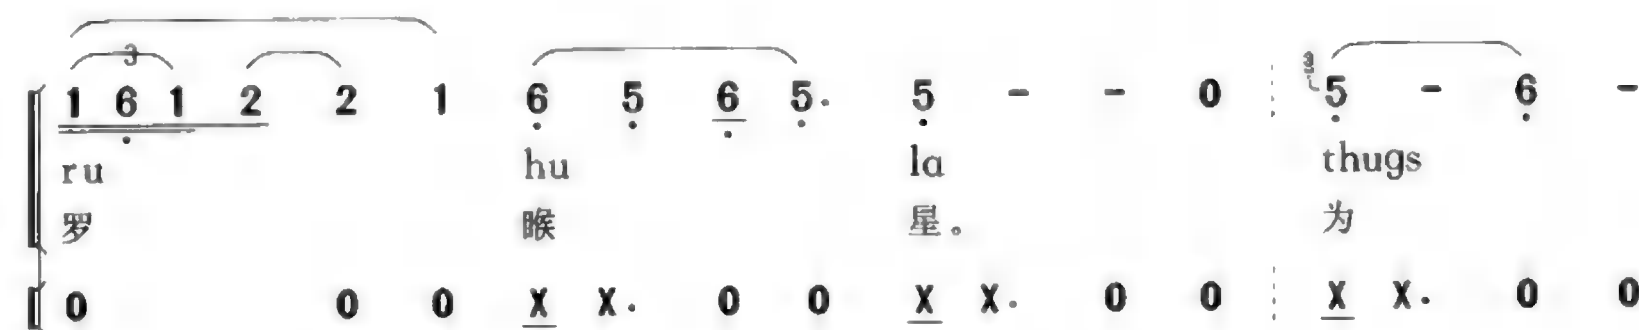 3
1 6 1 2 2 1 6 5 6 5. 5 - - 0 5 - 6 -
ru hu la thugs
罗 睺 星。 为
0 0 0 X X. 0 0 X X. 0 0 X X. 0 0